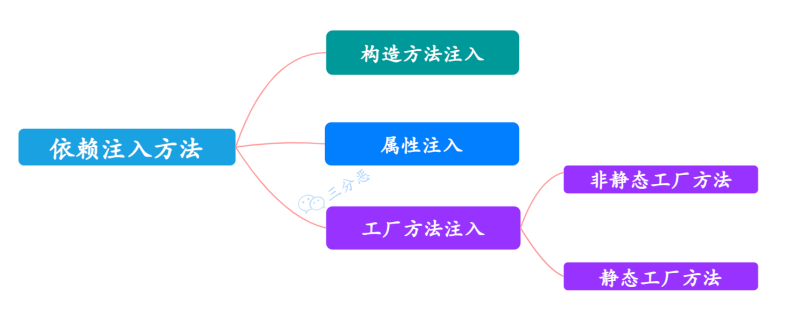 构造方法注入
依赖注入方法
属性注入
三分恶
非静态工厂方法
工厂方法注入
静态工厂方法